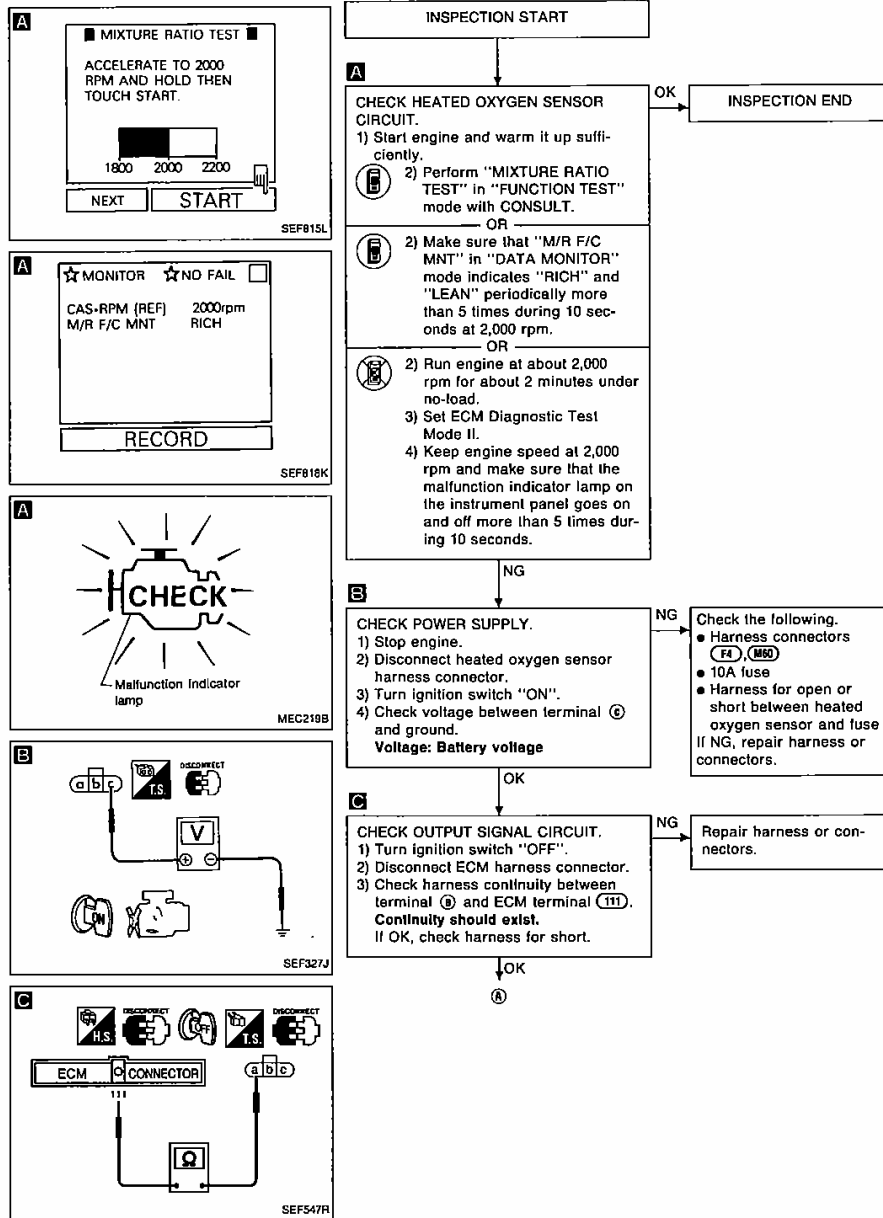 A
■ MIXTURE RATIO TEST ■
ACCELERATE TO 2000
RPM AND HOLD THEN
TOUCH START.
1800 2000 2200
NEXT START
SEF815L
A
☆MONITOR ☆NO FAIL
CAS•RPM (REF) 2000rpm
M/R F/C MNT RICH
RECORD
SEF818K
A
CHECK
Malfunction indicator
lamp
MEC219B
B
a b c
T.S.
DISCONNECT
V
⊕ ⊖
ON
SEF327J
C
H.S.
DISCONNECT
OFF
T.S.
DISCONNECT
ECM CONNECTOR
a b c
111
Ω
SEF547R
INSPECTION START
A
CHECK HEATED OXYGEN SENSOR
CIRCUIT.
1) Start engine and warm it up suffi-
ciently.
2) Perform "MIXTURE RATIO
TEST" in "FUNCTION TEST"
mode with CONSULT.
OR
2) Make sure that "M/R F/C
MNT" in "DATA MONITOR"
mode indicates "RICH" and
"LEAN" periodically more
than 5 times during 10 sec-
onds at 2,000 rpm.
OR
2) Run engine at about 2,000
rpm for about 2 minutes under
no-load.
3) Set ECM Diagnostic Test
Mode II.
4) Keep engine speed at 2,000
rpm and make sure that the
malfunction indicator lamp on
the instrument panel goes on
and off more than 5 times dur-
ing 10 seconds.
OK
INSPECTION END
NG
B
CHECK POWER SUPPLY.
1) Stop engine.
2) Disconnect heated oxygen sensor
harness connector.
3) Turn ignition switch "ON".
4) Check voltage between terminal ⓒ
and ground.
Voltage: Battery voltage
NG
Check the following.
● Harness connectors
(F4), (M60)
● 10A fuse
● Harness for open or
short between heated
oxygen sensor and fuse
If NG, repair harness or
connectors.
OK
C
CHECK OUTPUT SIGNAL CIRCUIT.
1) Turn ignition switch "OFF".
2) Disconnect ECM harness connector.
3) Check harness continuity between
terminal ⓐ and ECM terminal (111).
Continuity should exist.
If OK, check harness for short.
NG
Repair harness or con-
nectors.
OK
Ⓐ